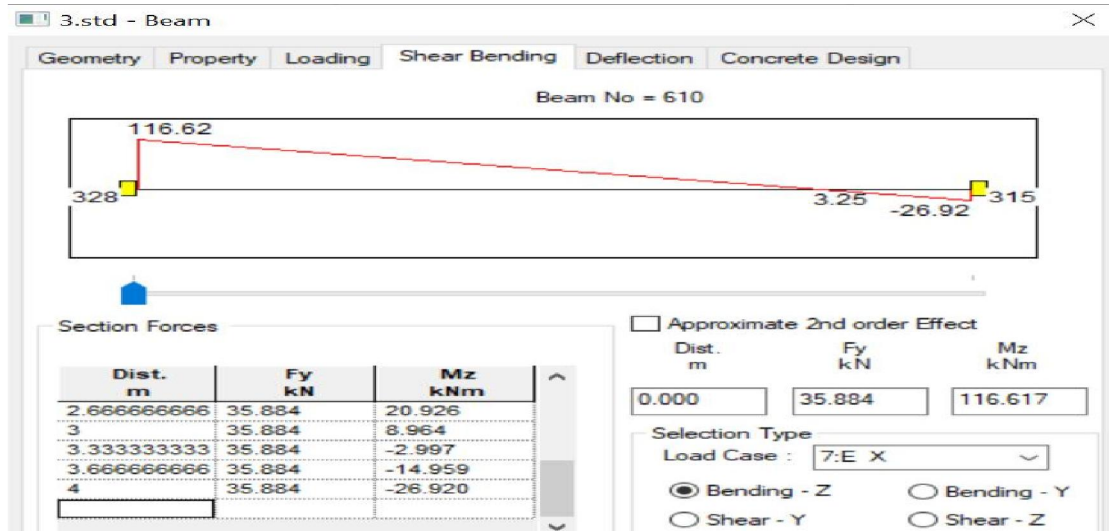 3.std - Beam
Geometry Property Loading Shear Bending Deflection Concrete Design
Beam No = 610
116.62
328 3.25 -26.92 315
Section Forces
Approximate 2nd order Effect
Dist. Fy Mz
m kN kNm
0.000 35.884 116.617
Dist. Fy Mz
m kN kNm
2.666666666 35.884 20.926
3 35.884 8.964
3.333333333 35.884 -2.997
3.666666666 35.884 -14.959
4 35.884 -26.920
Selection Type
Load Case : 7:E X
Bending - Z Bending - Y
Shear - Y Shear - Z